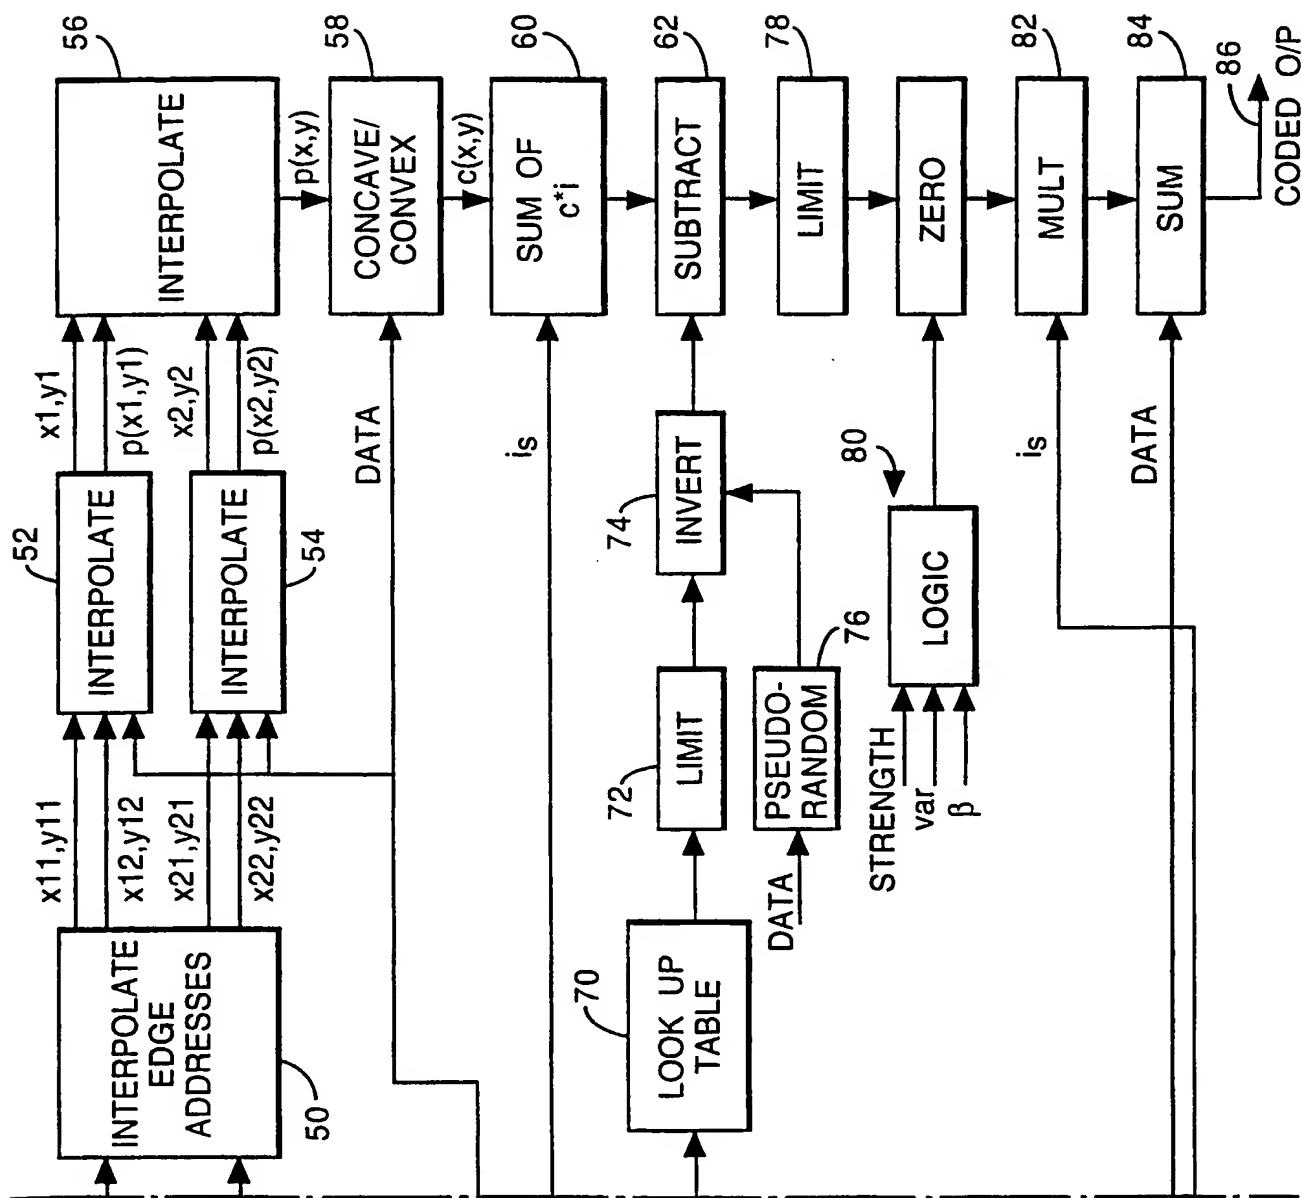 56
INTERPOLATE
p(x,y)
58
CONCAVE/
CONVEX
c(x,y)
60
SUM OF
c*i
62
SUBTRACT
78
LIMIT
ZERO
82
MULT
84
SUM
86
CODED O/P
x1,y1
p(x1,y1)
x2,y2
p(x2,y2)
DATA
is
74
INVERT
80
LOGIC
is
DATA
52
INTERPOLATE
54
INTERPOLATE
72
LIMIT
76
PSEUDO-
RANDOM
STRENGTH
var
β
x11,y11
x12,y12
x21,y21
x22,y22
DATA
INTERPOLATE
EDGE
ADDRESSES
50
70
LOOK UP
TABLE